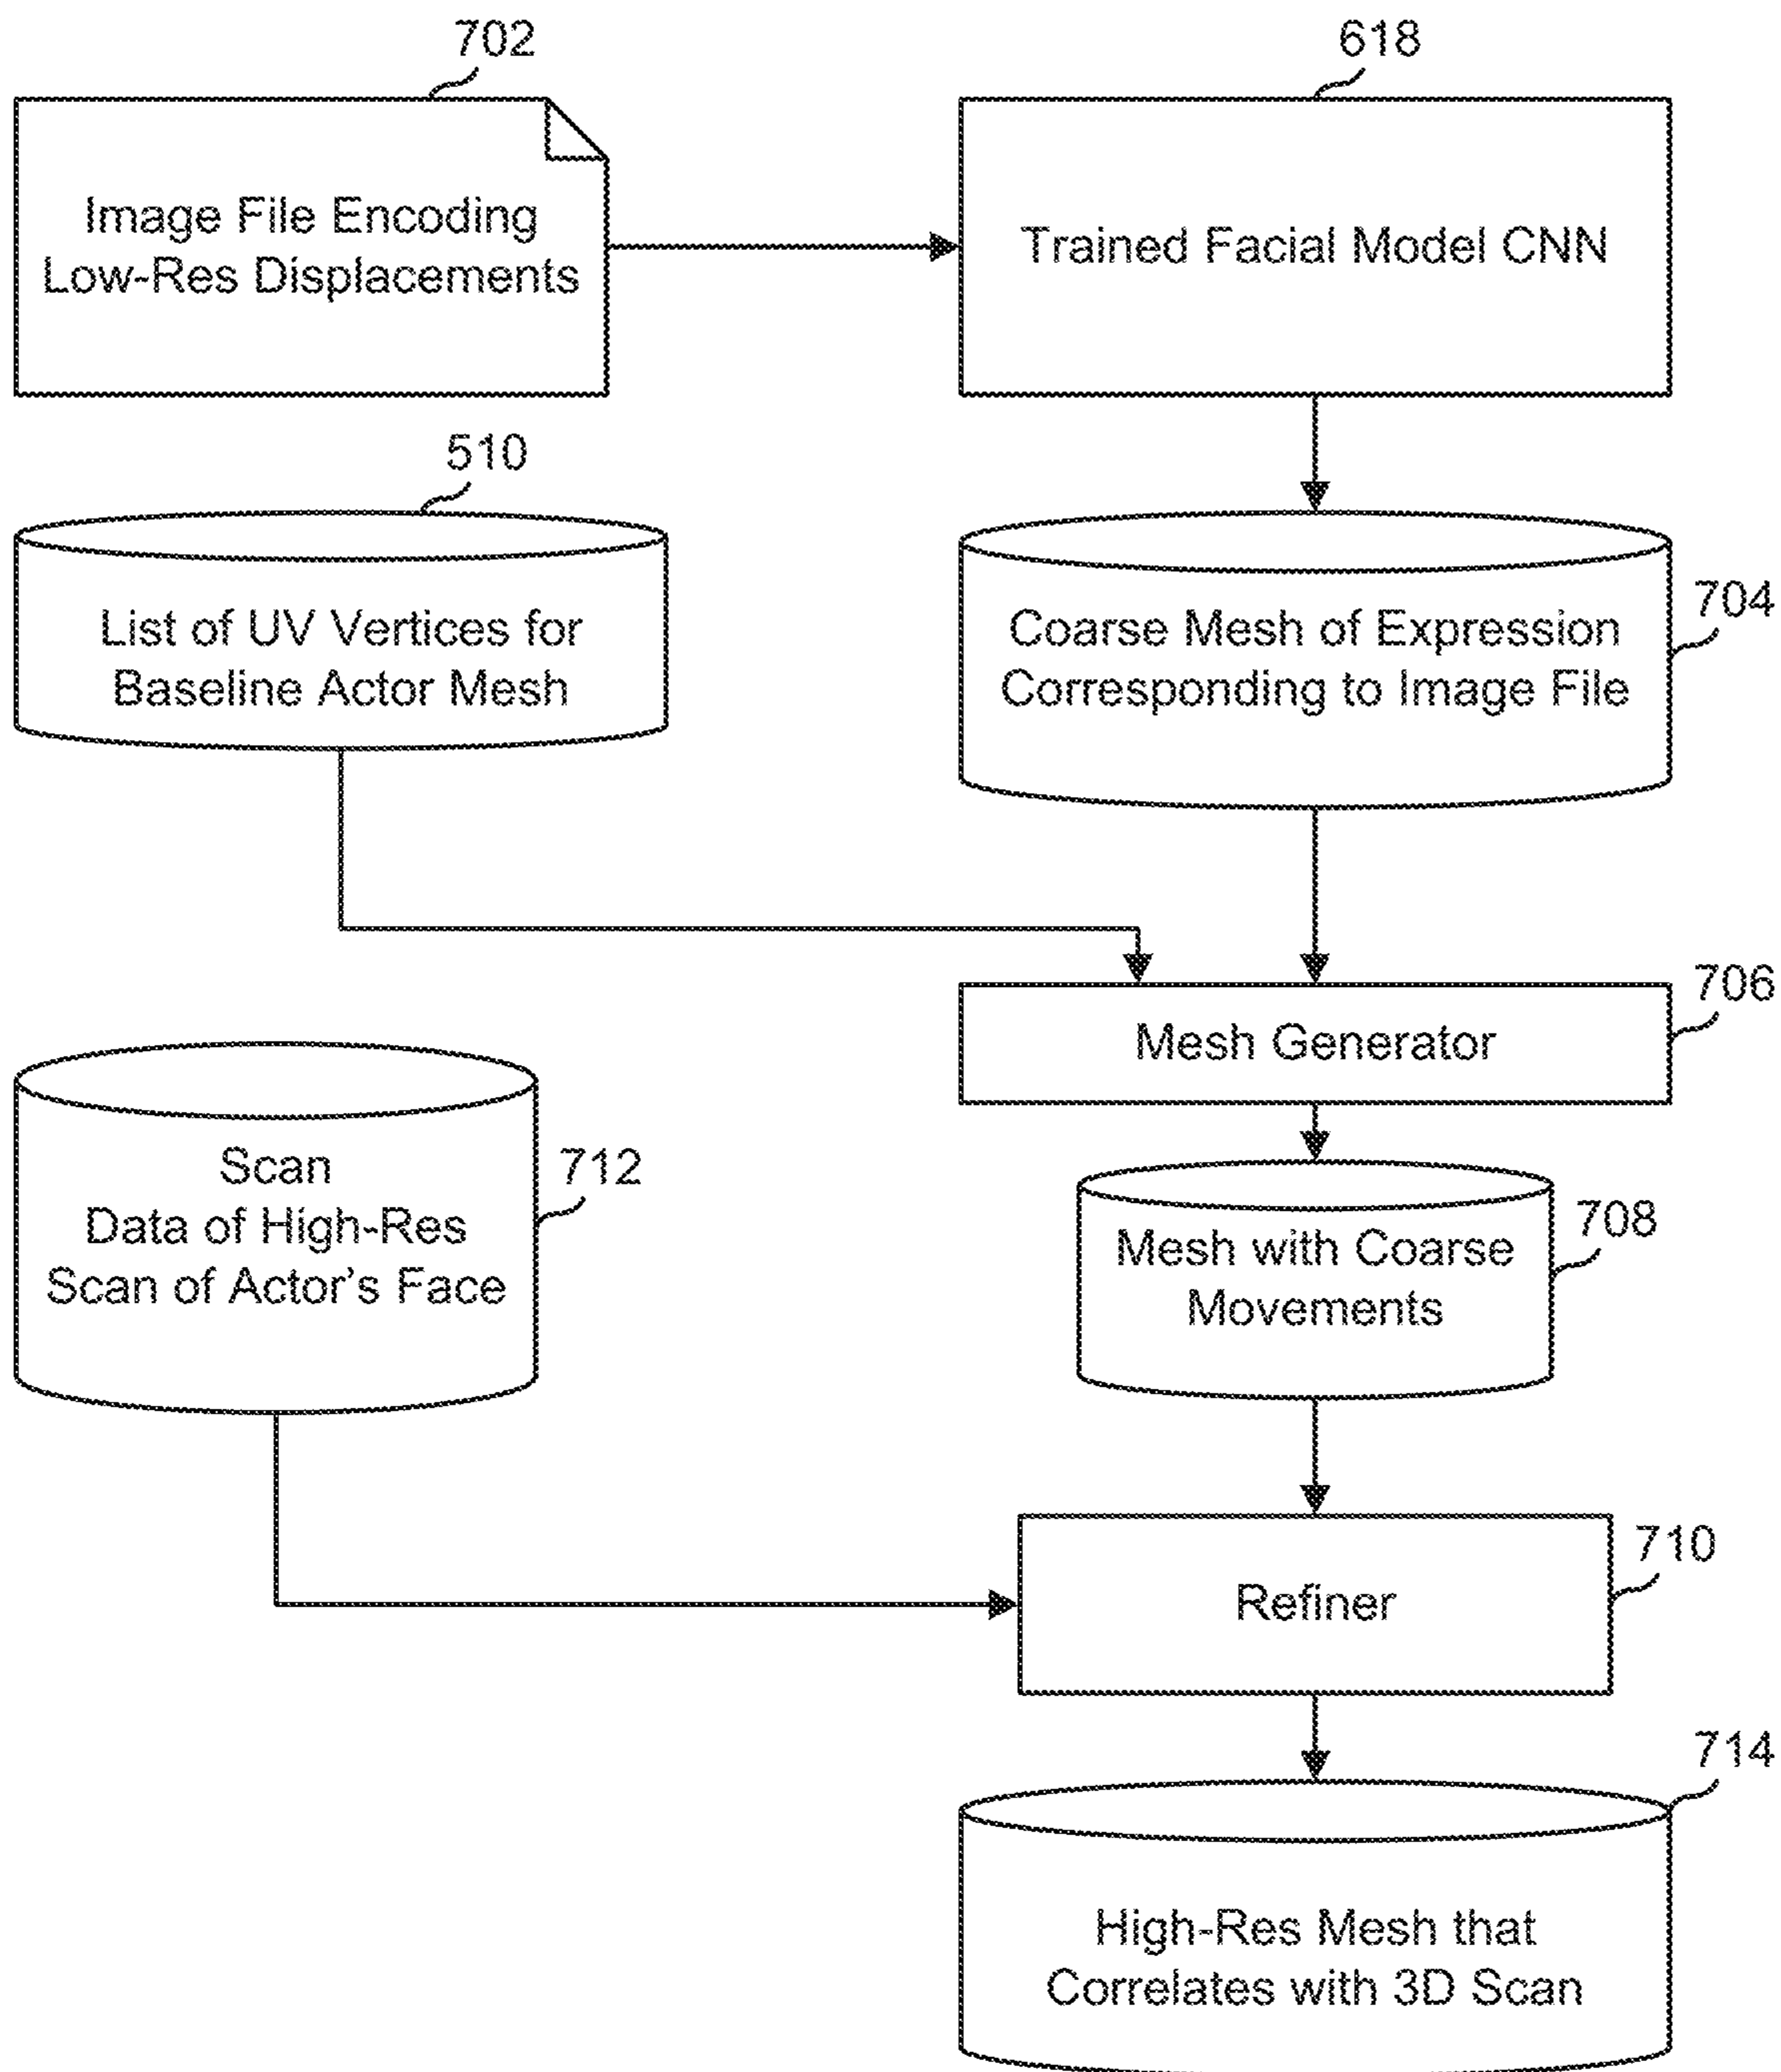 702
618
Image File Encoding
Low-Res Displacements
Trained Facial Model CNN
510
List of UV Vertices for
Baseline Actor Mesh
704
Coarse Mesh of Expression
Corresponding to Image File
706
Mesh Generator
712
Scan
Data of High-Res
Scan of Actor's Face
708
Mesh with Coarse
Movements
710
Refiner
714
High-Res Mesh that
Correlates with 3D Scan